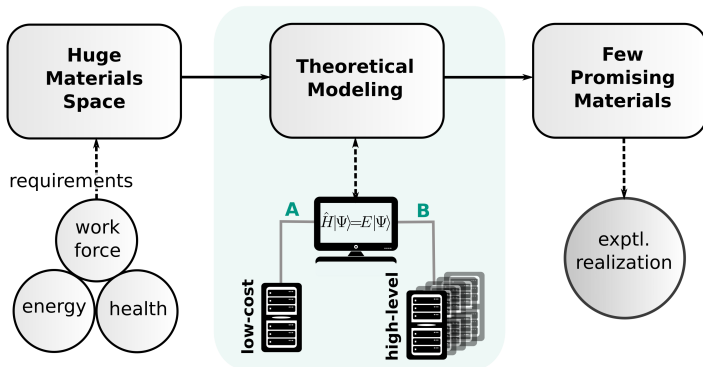 Huge
Materials
Space
Theoretical
Modeling
Few
Promising
Materials
requirements
work
force
energy
health
A
B
Ĥ|Ψ⟩=E|Ψ⟩
low-cost
high-level
exptl.
realization